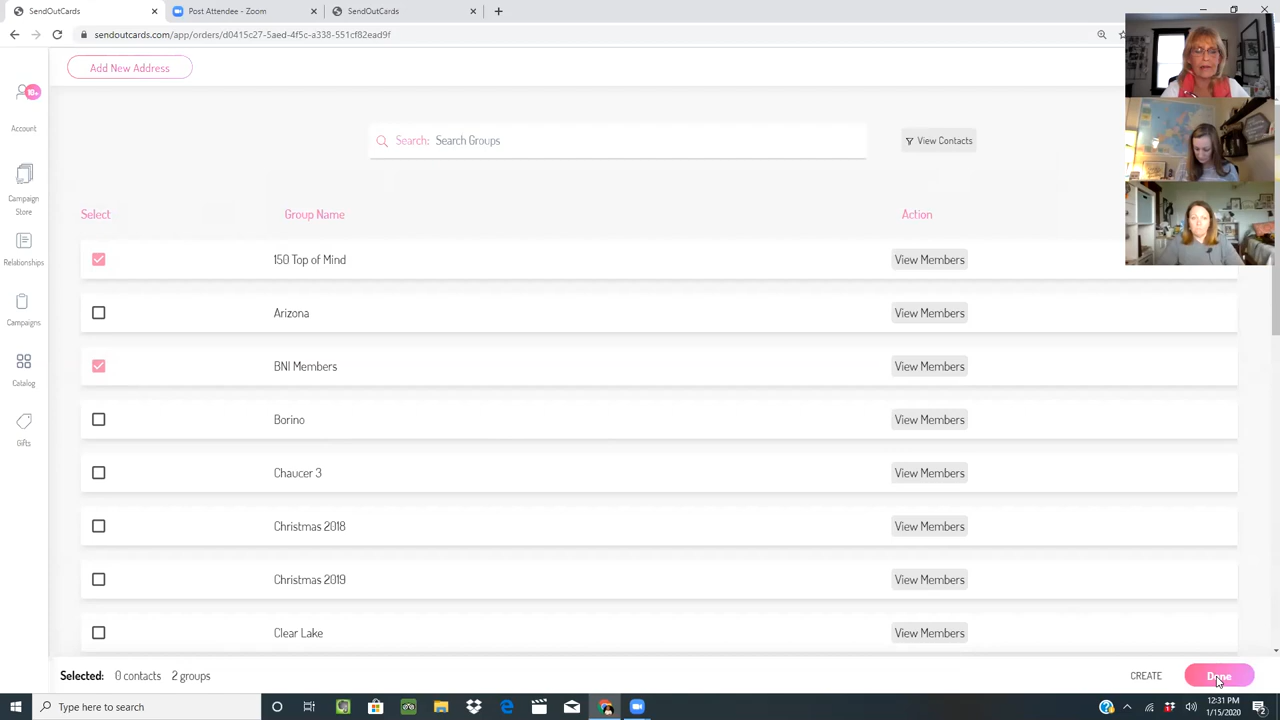 SendOutCards
Post Attendee - Zoom
SendOutCards
sendoutcards.com/app/orders/d0415c27-5aed-4f5c-a338-551cf82ead9f
Add New Address
10+
Account
Campaign
Store
Relationships
Campaigns
Catalog
Gifts
Search: Search Groups
View Contacts
Select Group Name Action
150 Top of Mind View Members
Arizona View Members
BNI Members View Members
Borino View Members
Chaucer 3 View Members
Christmas 2018 View Members
Christmas 2019 View Members
Clear Lake View Members
Selected: 0 contacts 2 groups
CREATE
Done
Type here to search
12:31 PM
1/15/2020
2